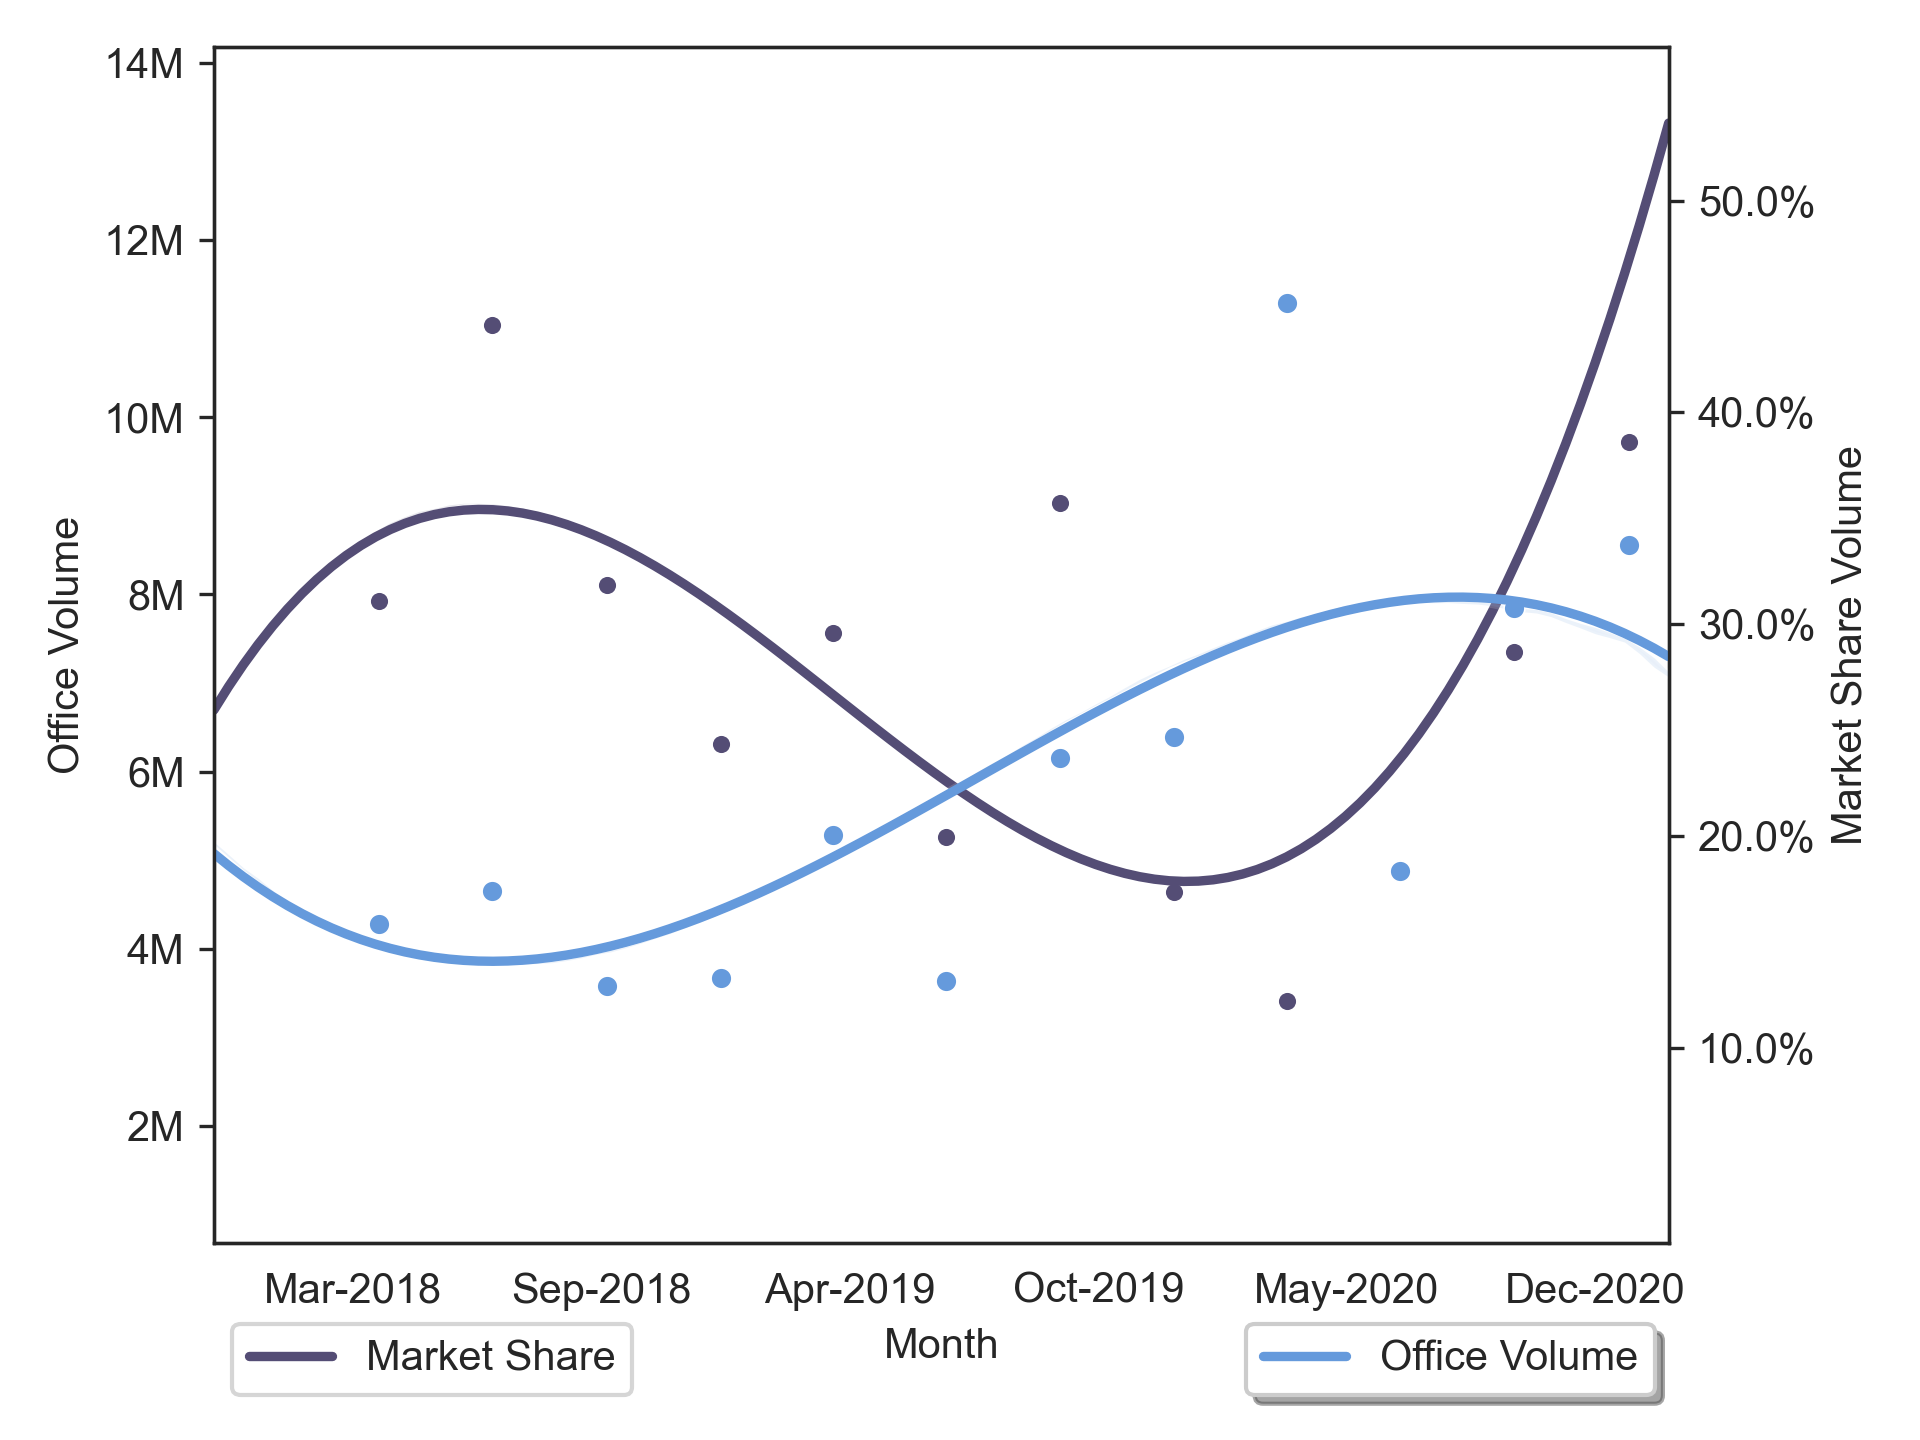 14M
12M
10M
8M
6M
4M
2M
Office Volume
50.0%
40.0%
30.0%
20.0%
10.0%
Market Share Volume
Mar-2018 Sep-2018 Apr-2019 Oct-2019 May-2020 Dec-2020
Month
Market Share
Office Volume